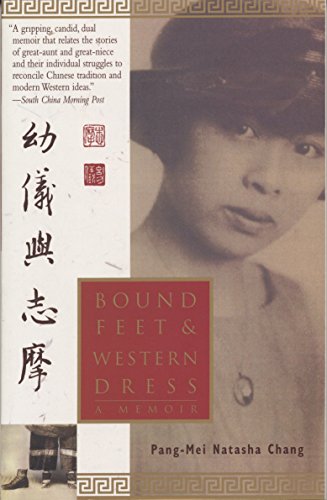 “A gripping, candid, dual
memoir that relates the stories
of great-aunt and great-niece
and their individual struggles to
reconcile Chinese tradition and
modern Western ideas.”
—South China Morning Post
幼儀與志摩
BOUND
FEET &
WESTERN
DRESS
A MEMOIR
Pang-Mei Natasha Chang